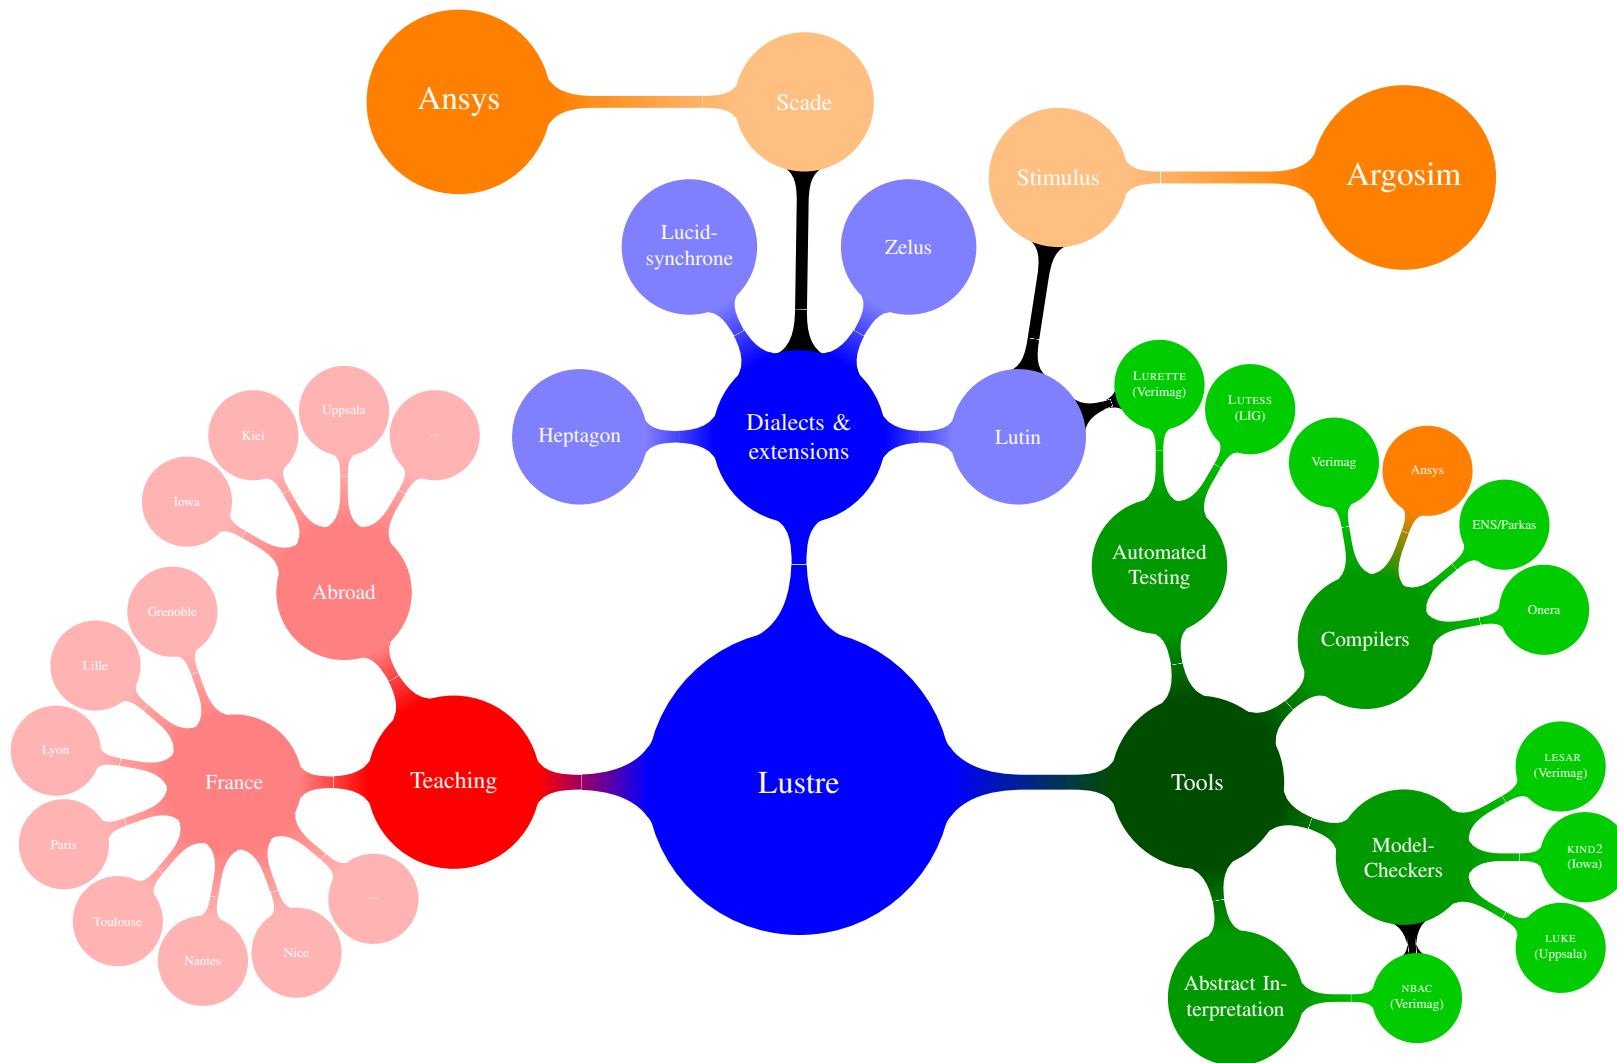 Ansys
Scade
Stimulus
Argosim
Lucid-
synchrone
Zelus
Heptagon
Dialects &
extensions
Lutin
LURETTE
(Verimag)
LUTESS
(LIG)
Verimag
Ansys
ENS/Parkas
Onera
Automated
Testing
Compilers
Uppsala
Kiel
...
Iowa
Abroad
Grenoble
Lille
Lyon
France
Paris
Toulouse
Nantes
Nice
...
Teaching
Lustre
Tools
LESAR
(Verimag)
Model-
Checkers
KIND2
(Iowa)
LUKE
(Uppsala)
Abstract In-
terpretation
NBAC
(Verimag)